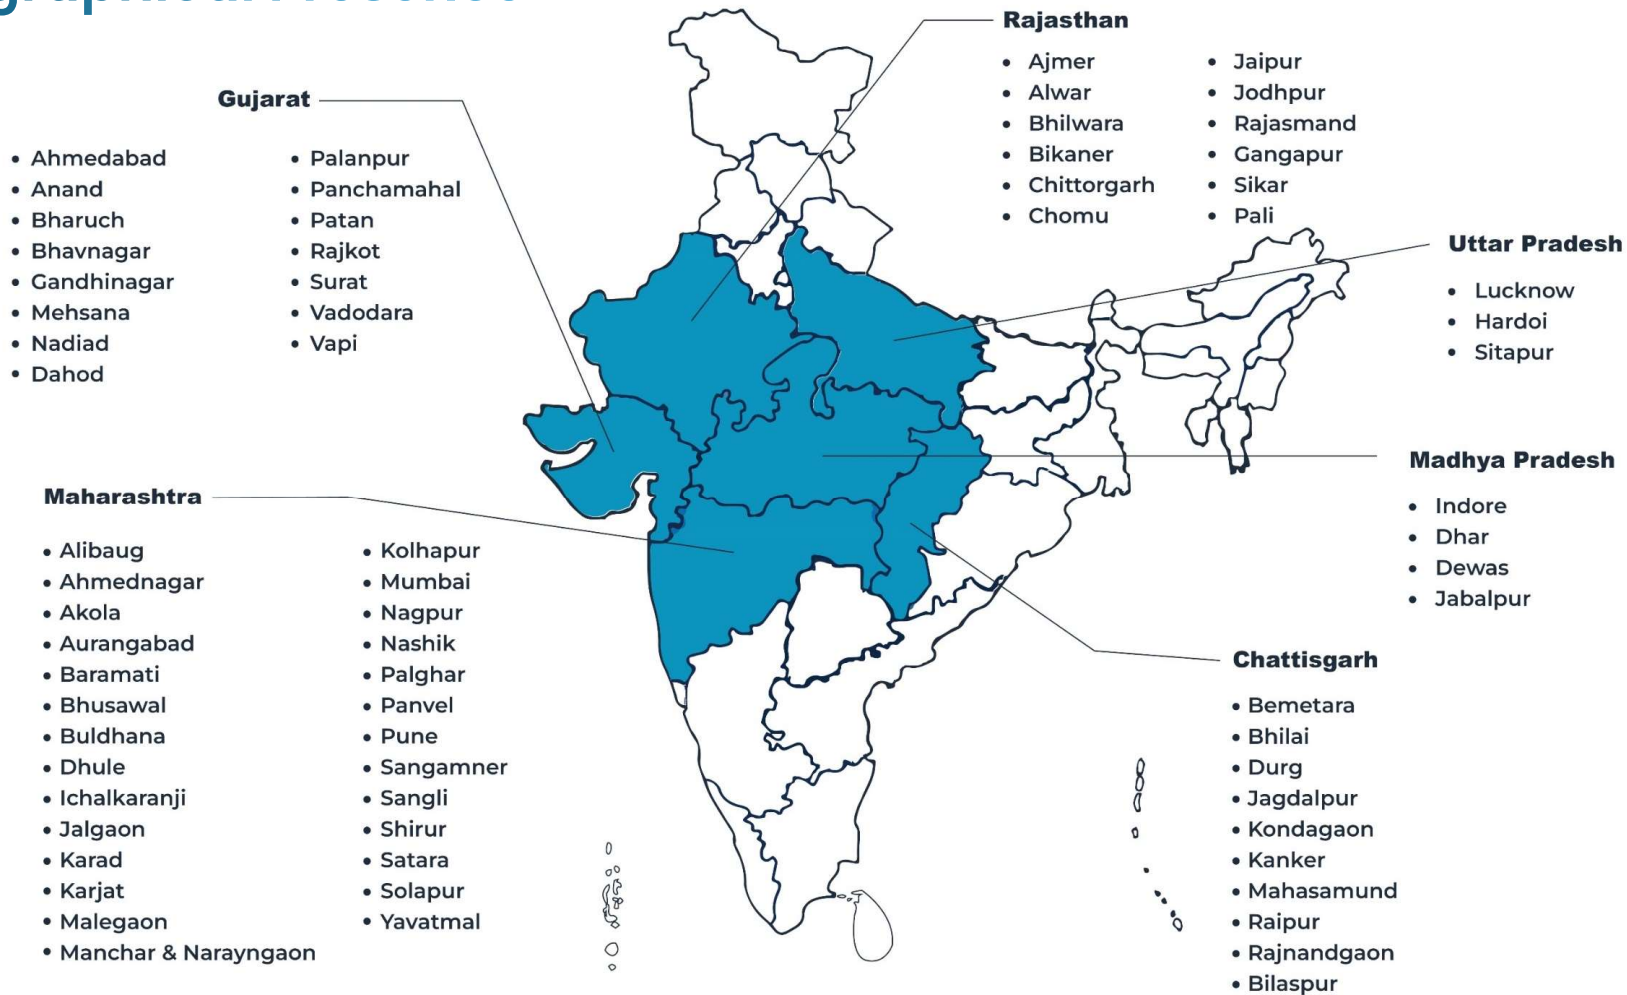 Rajasthan
Ajmer
Alwar
Bhilwara
Bikaner
Chittorgarh
Chomu
Jaipur
Jodhpur
Rajasmand
Gangapur
Sikar
Pali
Gujarat
Ahmedabad
Anand
Bharuch
Bhavnagar
Gandhinagar
Mehsana
Nadiad
Dahod
Palanpur
Panchamahal
Patan
Rajkot
Surat
Vadodara
Vapi
Uttar Pradesh
Lucknow
Hardoi
Sitapur
Madhya Pradesh
Indore
Dhar
Dewas
Jabalpur
Maharashtra
Alibaug
Ahmednagar
Akola
Aurangabad
Baramati
Bhusawal
Buldhana
Dhule
Ichalkaranji
Jalgaon
Karad
Karjat
Malegaon
Manchar & Narayngaon
Kolhapur
Mumbai
Nagpur
Nashik
Palghar
Panvel
Pune
Sangamner
Sangli
Shirur
Satara
Solapur
Yavatmal
Chattisgarh
Bemetara
Bhilai
Durg
Jagdalpur
Kondagaon
Kanker
Mahasamund
Raipur
Rajnandgaon
Bilaspur